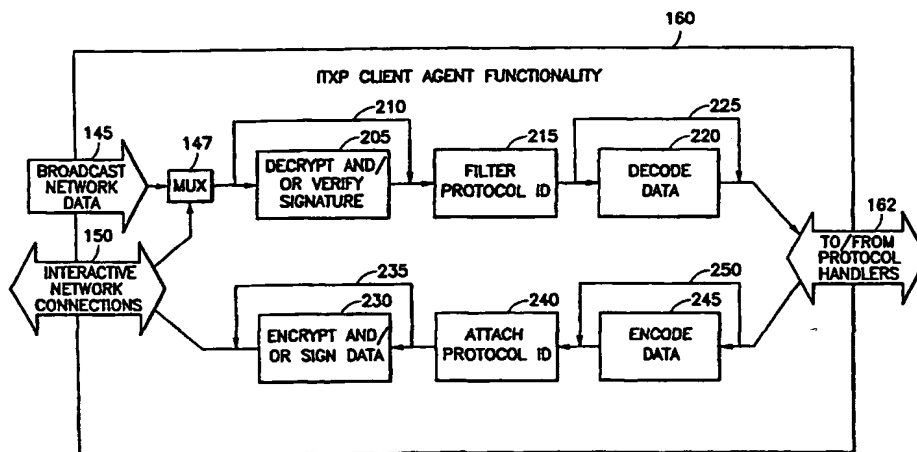 160
ITXP CLIENT AGENT FUNCTIONALITY
145
BROADCAST
NETWORK
DATA
147
MUX
210
205
DECRYPT AND/
OR VERIFY
SIGNATURE
215
FILTER
PROTOCOL ID
225
220
DECODE
DATA
150
INTERACTIVE
NETWORK
CONNECTIONS
162
TO/FROM
PROTOCOL
HANDLERS
235
230
ENCRYPT AND/
OR SIGN DATA
240
ATTACH
PROTOCOL ID
250
245
ENCODE
DATA